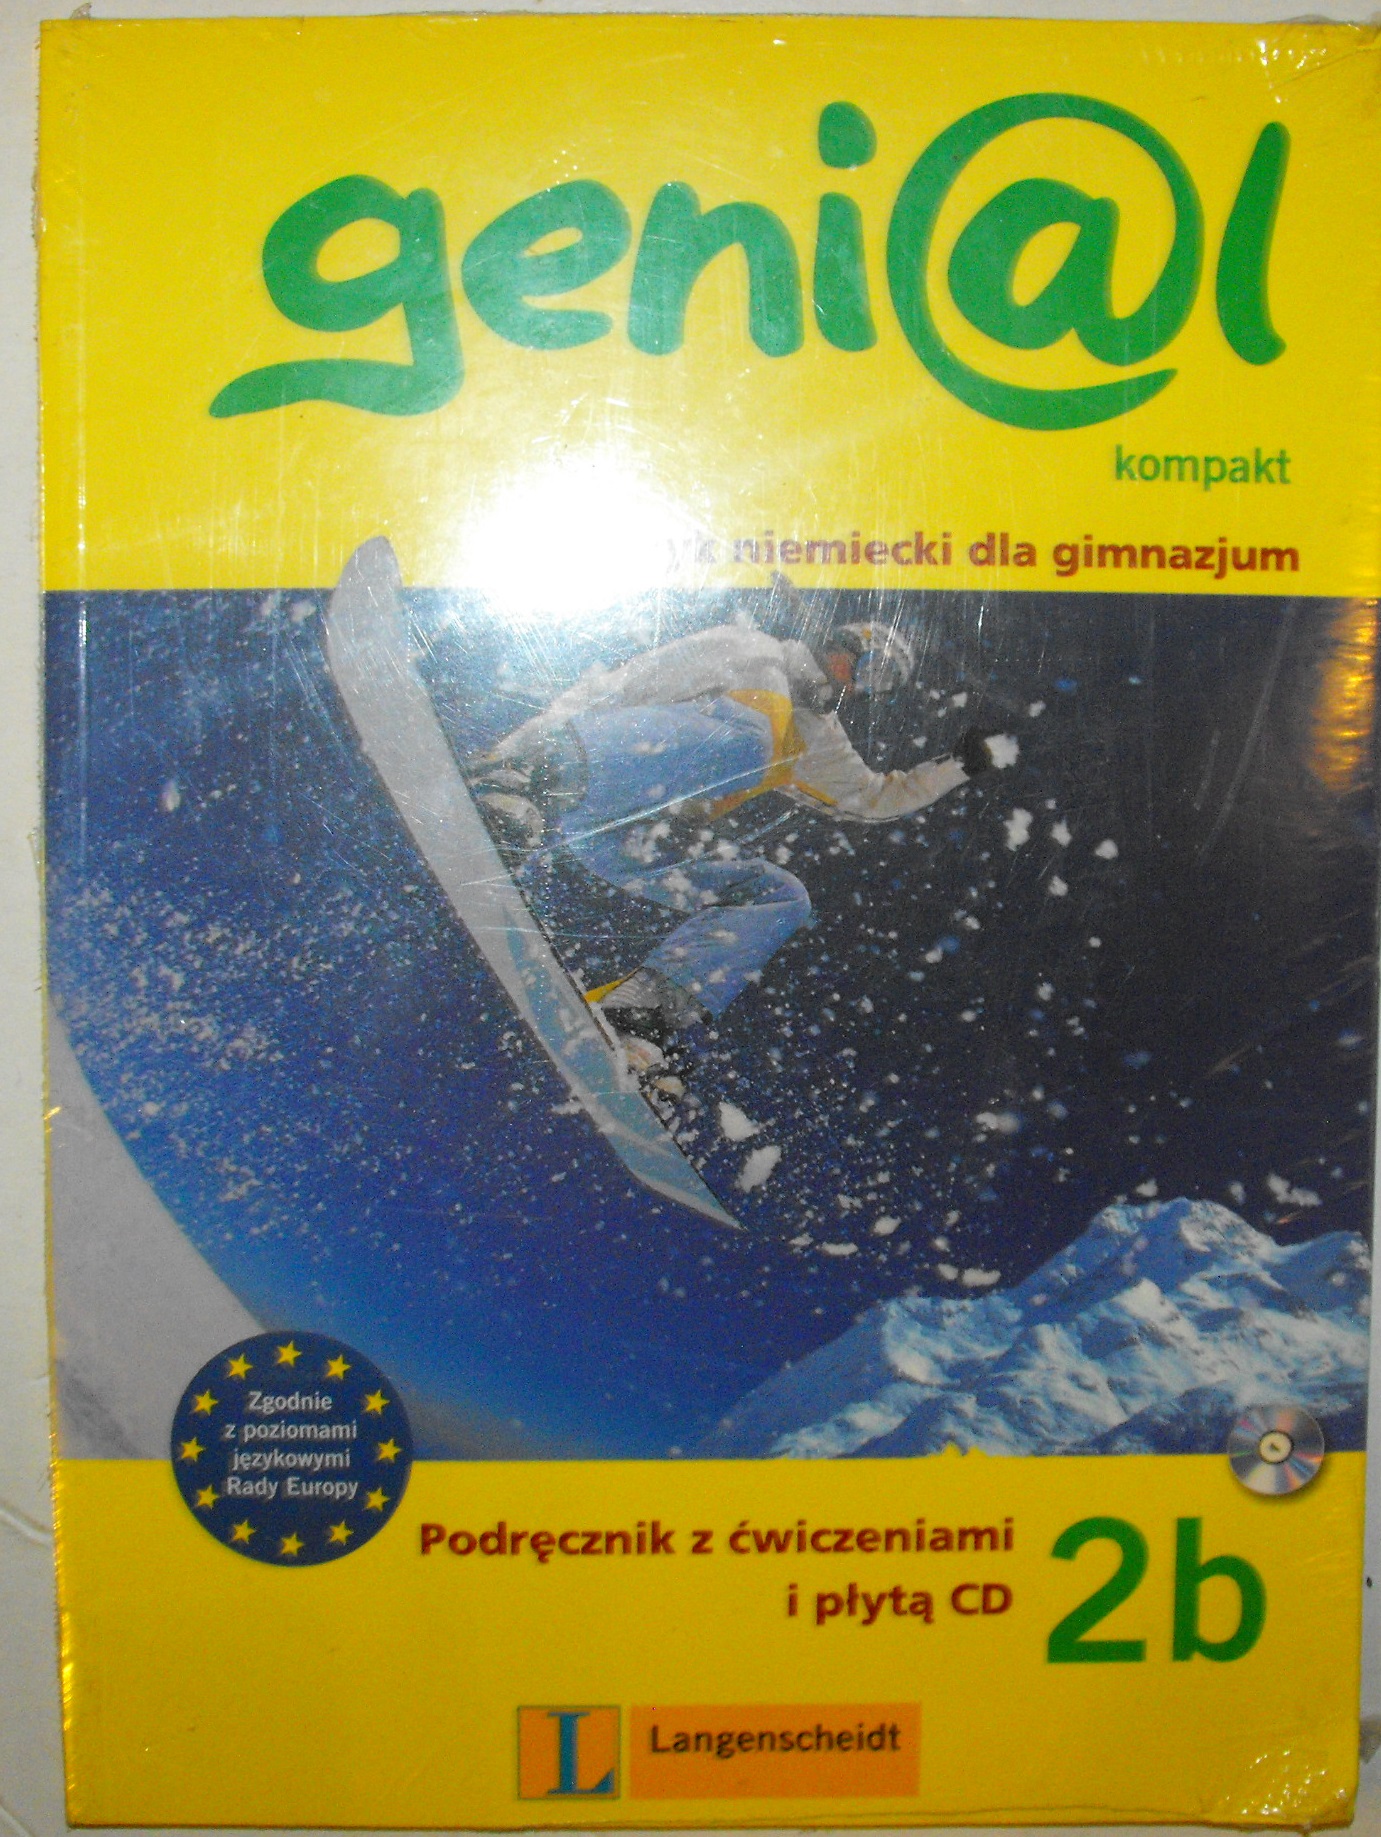 geni@l
kompakt
niemiecki dla gimnazjum
Zgodnie
z poziomami
językowymi
Rady Europy
Podręcznik z ćwiczeniami
i płytą CD
2b
L
Langenscheidt